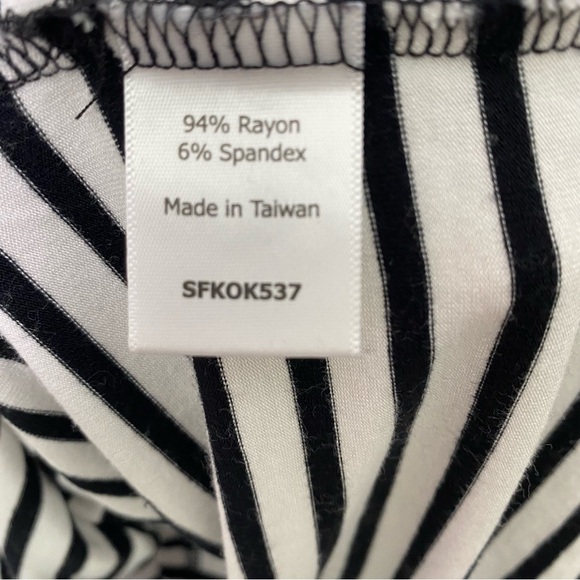 94% Rayon
6% Spandex
Made in Taiwan
SFKOK537